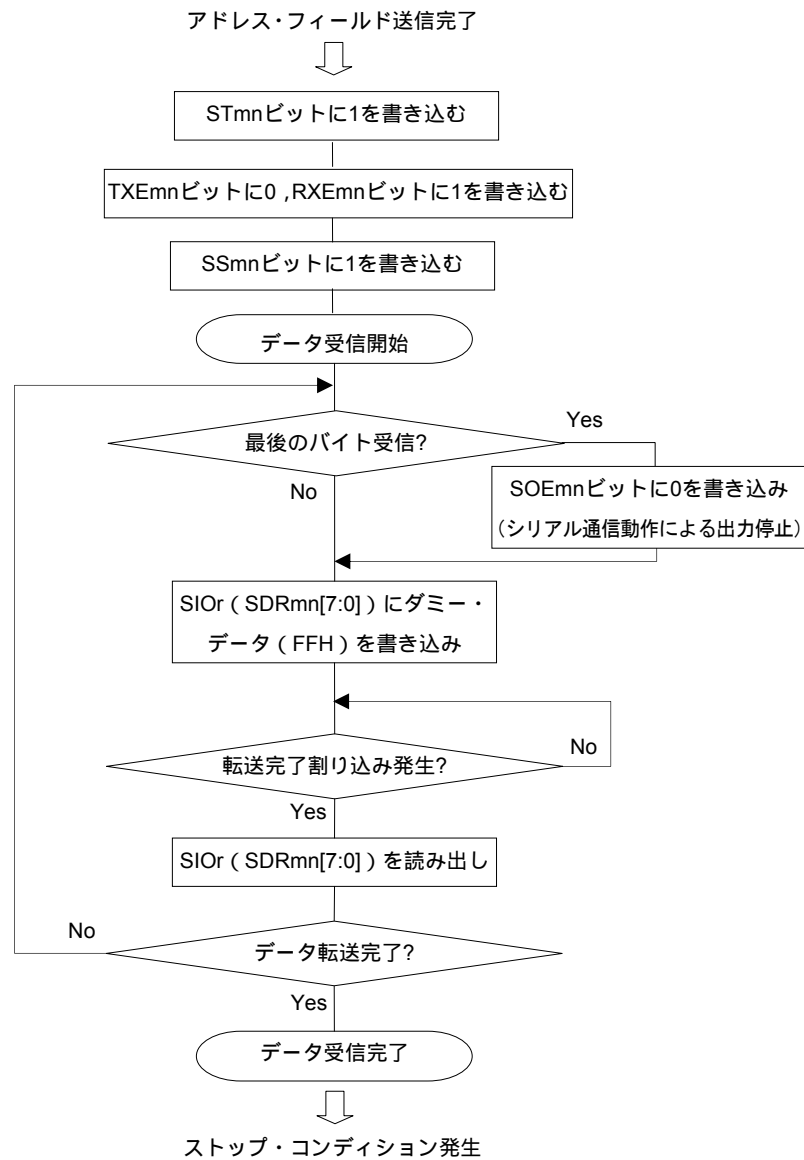 アドレス・フィールド送信完了
STmnビットに1を書き込む
TXEmnビットに0 ,RXEmnビットに1を書き込む
SSmnビットに1を書き込む
データ受信開始
最後のバイト受信?
Yes
No
SOEmnビットに0を書き込み
(シリアル通信動作による出力停止)
SIOr(SDRmn[7:0])にダミー・
データ(FFH)を書き込み
転送完了割り込み発生?
No
Yes
SIOr(SDRmn[7:0])を読み出し
No
データ転送完了?
Yes
データ受信完了
ストップ・コンディション発生